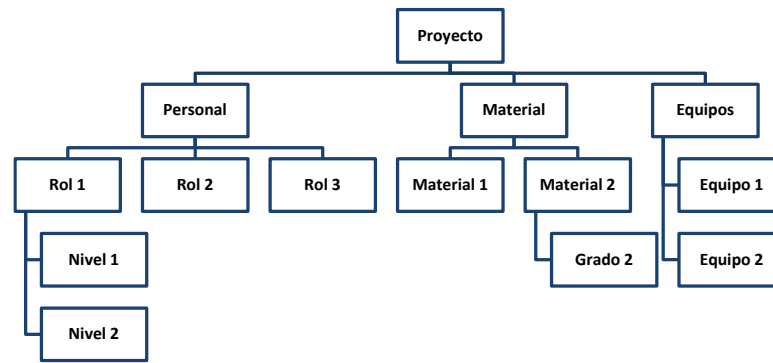 Proyecto
Personal
Material
Equipos
Rol 1
Rol 2
Rol 3
Material 1
Material 2
Equipo 1
Nivel 1
Grado 2
Equipo 2
Nivel 2